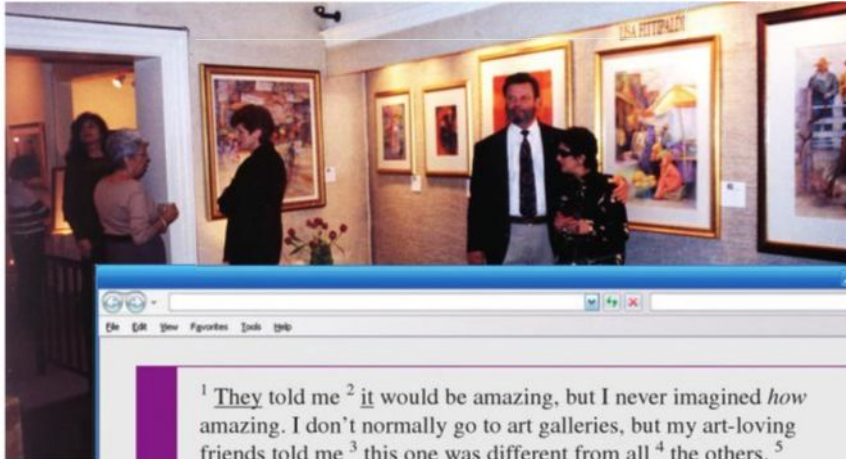 LISA FITTIPALDI
File Edit View Favorites Tools Help
1 They told me 2 it would be amazing, but I never imagined how
amazing. I don't normally go to art galleries, but my art-loving
friends told me 3 this one was different from all 4 the others. 5